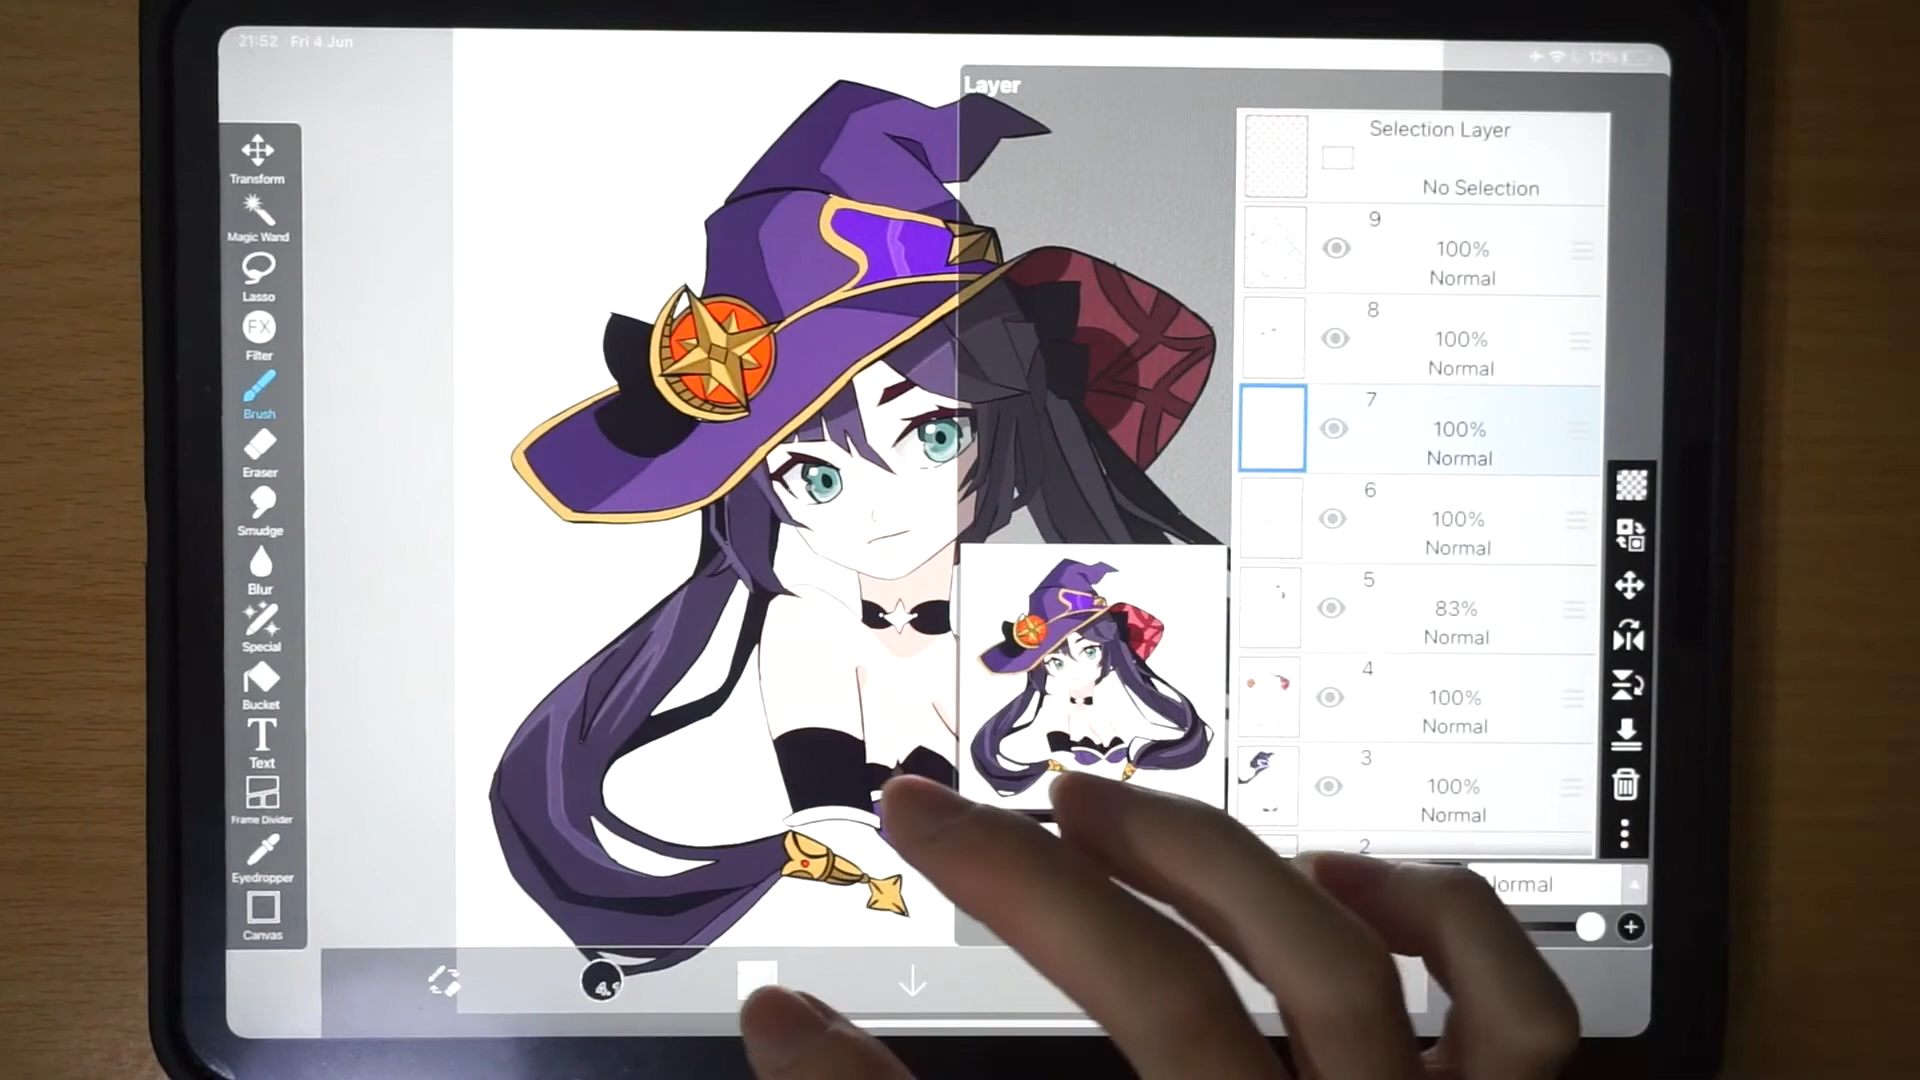 21:52 Fri 4 Jun
12%
Layer
Transform
Magic Wand
Lasso
FX
Filter
Brush
Eraser
Smudge
Blur
Special
Bucket
T
Text
Frame Divider
Eyedropper
Canvas
Selection Layer
No Selection
9
100%
Normal
8
100%
Normal
7
100%
Normal
6
100%
Normal
5
83%
Normal
4
100%
Normal
3
100%
Normal
2
Normal